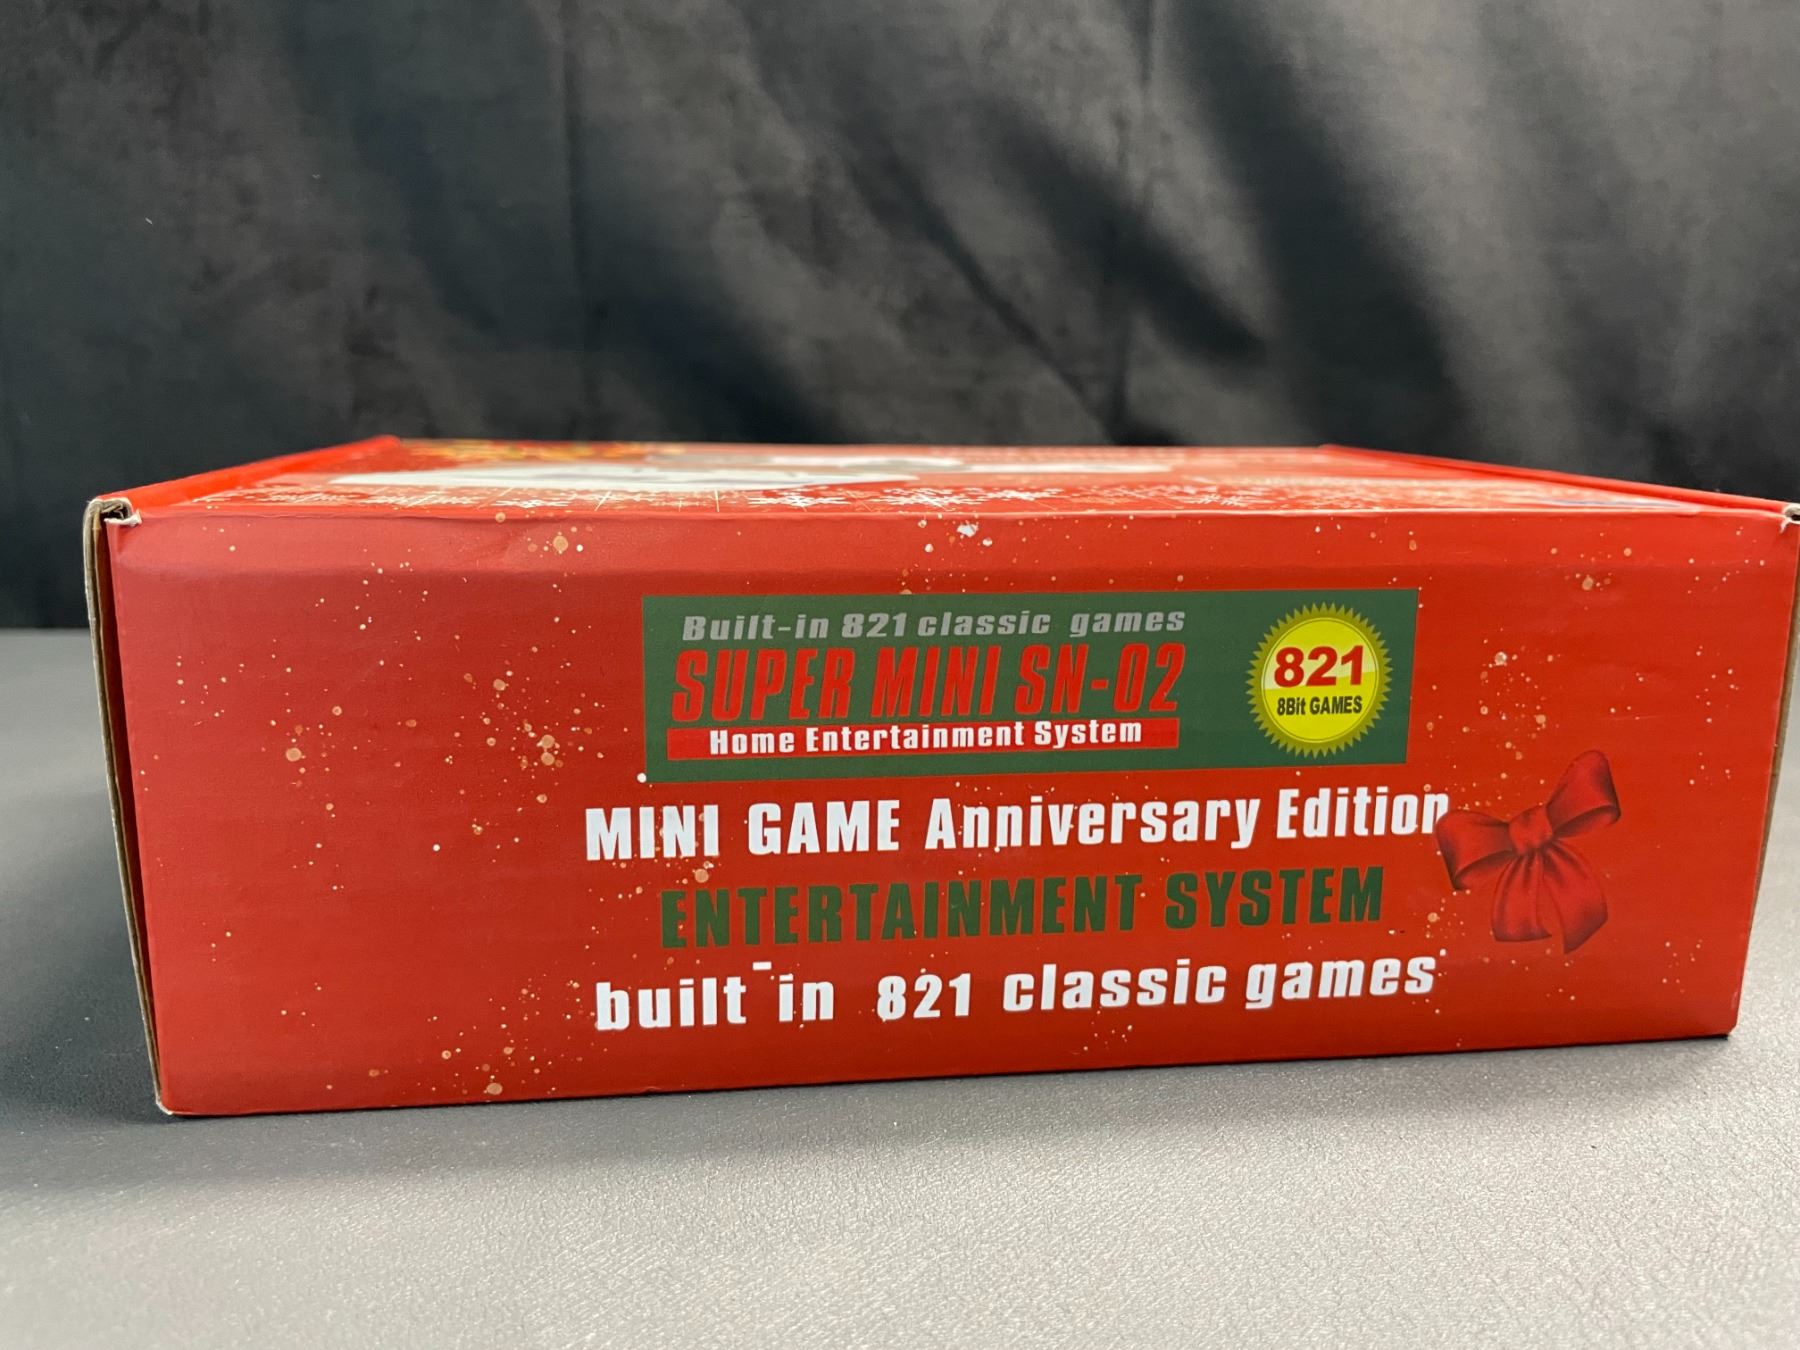 Built-in 821 classic games
SUPER MINI SN-02
Home Entertainment System
821
8Bit GAMES
MINI GAME Anniversary Edition
ENTERTAINMENT SYSTEM
built-in 821 classic games